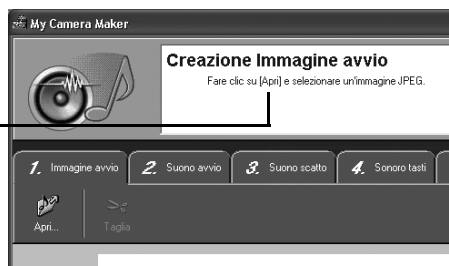 My Camera Maker
Creazione Immagine avvio
Fare clic su [Apri] e selezionare un'immagine JPEG.
1. Immagine avvio 2. Suono avvio 3. Suono scatto 4. Sonoro tasti
Apri... Taglia